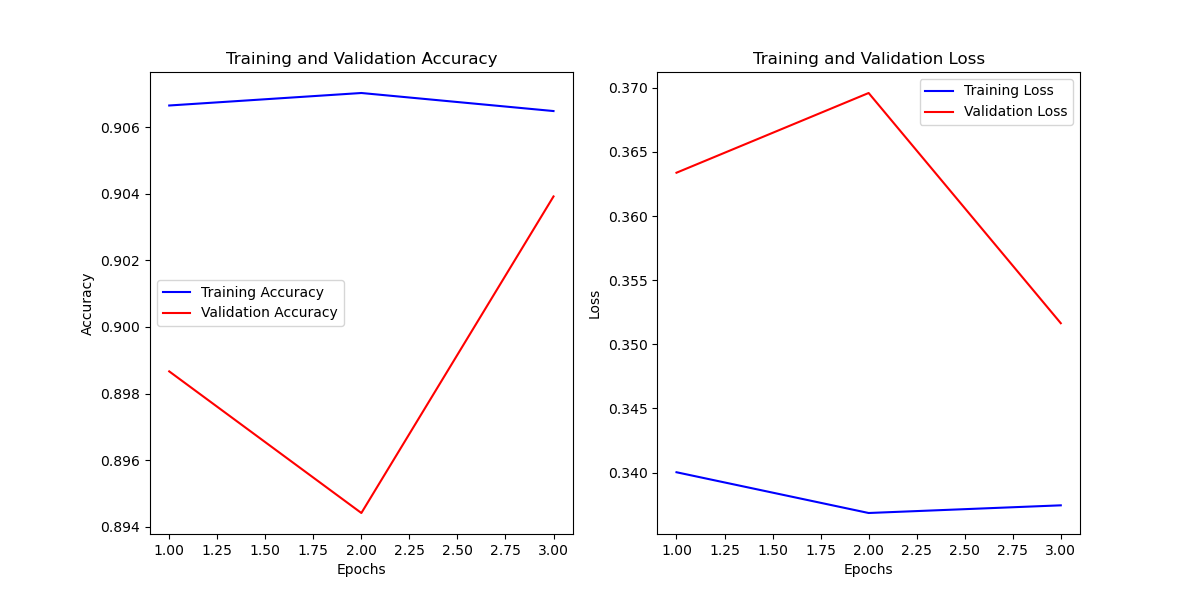 Training and Validation Accuracy
Accuracy
0.906
0.904
0.902
0.900
0.898
0.896
0.894
Training Accuracy
Validation Accuracy
1.00 1.25 1.50 1.75 2.00 2.25 2.50 2.75 3.00
Epochs
Training and Validation Loss
Loss
0.370
0.365
0.360
0.355
0.350
0.345
0.340
Training Loss
Validation Loss
1.00 1.25 1.50 1.75 2.00 2.25 2.50 2.75 3.00
Epochs